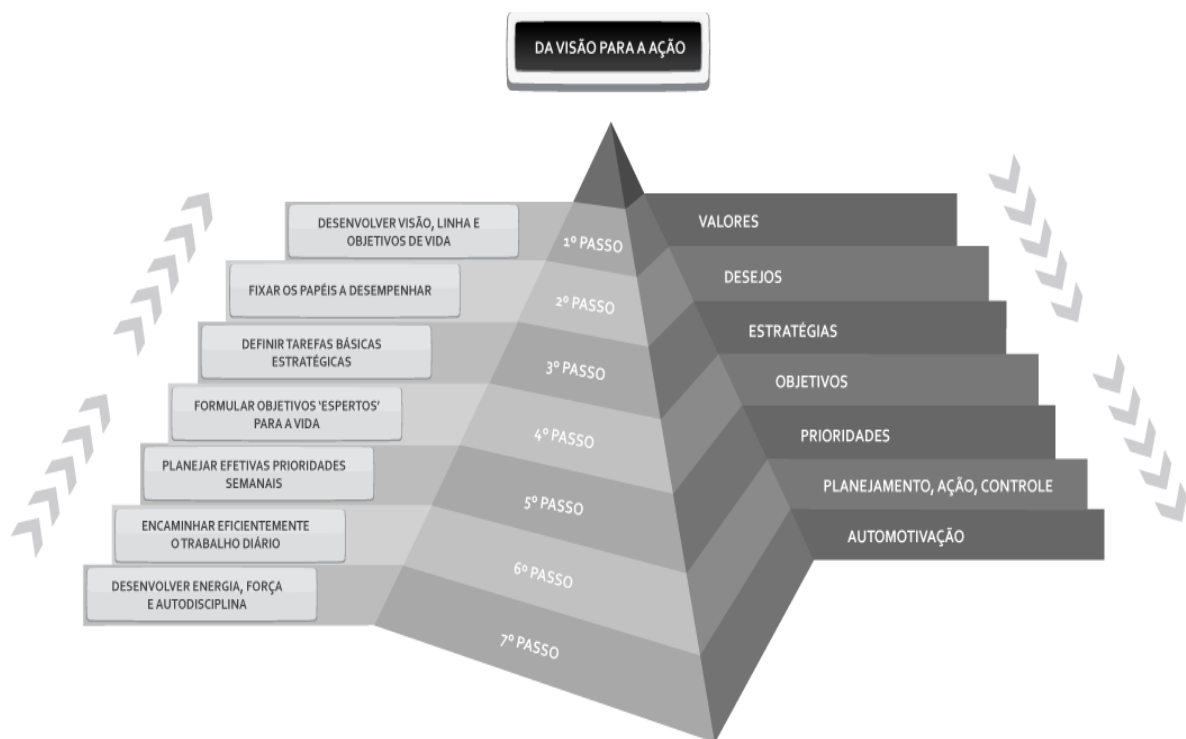 DA VISÃO PARA A AÇÃO
DESENVOLVER VISÃO, LINHA E
OBJETIVOS DE VIDA
1º PASSO
VALORES
FIXAR OS PAPÉIS A DESEMPENHAR
2º PASSO
DESEJOS
DEFINIR TAREFAS BÁSICAS
ESTRATÉGICAS
3º PASSO
ESTRATÉGIAS
FORMULAR OBJETIVOS ‘ESPERTOS’
PARA A VIDA
4º PASSO
OBJETIVOS
PLANEJAR EFETIVAS PRIORIDADES
SEMANAIS
5º PASSO
PRIORIDADES
ENCAMINHAR EFICIENTEMENTE
O TRABALHO DIÁRIO
6º PASSO
PLANEJAMENTO, AÇÃO, CONTROLE
DESENVOLVER ENERGIA, FORÇA
E AUTODISCIPLINA
7º PASSO
AUTOMOTIVAÇÃO